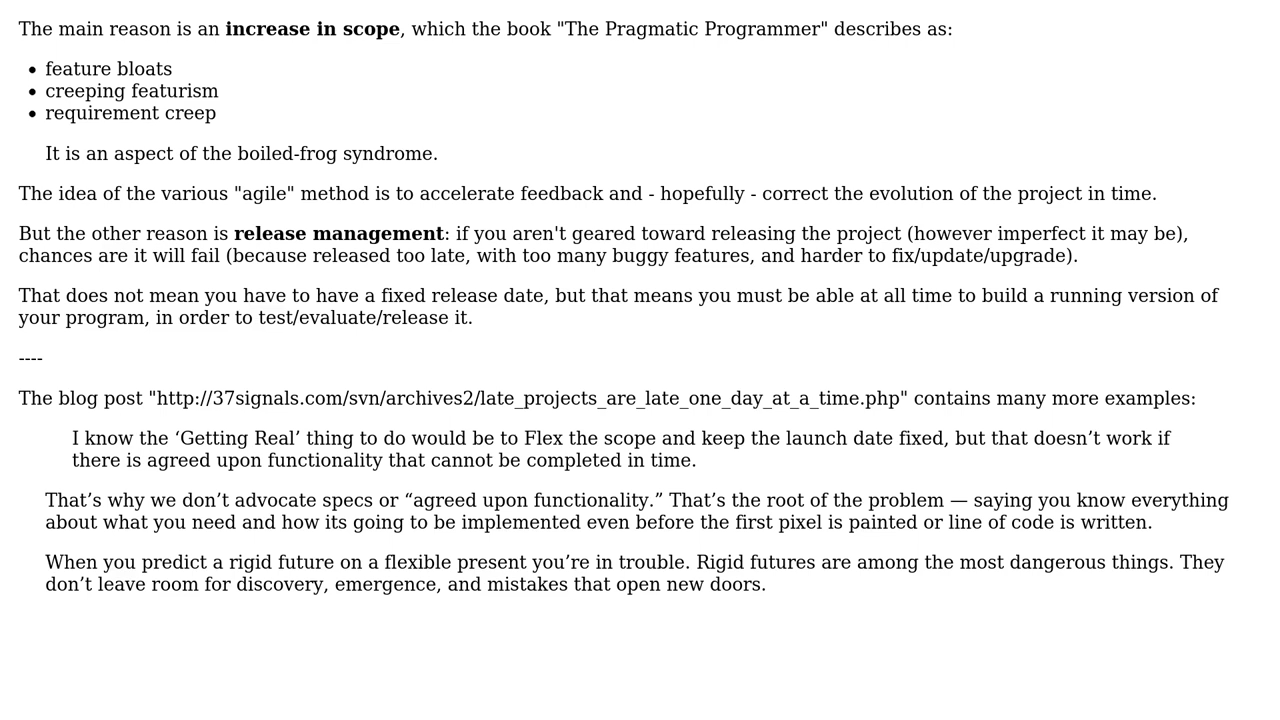 The main reason is an increase in scope, which the book "The Pragmatic Programmer" describes as:
• feature bloats
• creeping featurism
• requirement creep
It is an aspect of the boiled-frog syndrome.
The idea of the various "agile" method is to accelerate feedback and - hopefully - correct the evolution of the project in time.
But the other reason is release management: if you aren't geared toward releasing the project (however imperfect it may be),
chances are it will fail (because released too late, with too many buggy features, and harder to fix/update/upgrade).
That does not mean you have to have a fixed release date, but that means you must be able at all time to build a running version of
your program, in order to test/evaluate/release it.
----
The blog post "http://37signals.com/svn/archives2/late_projects_are_late_one_day_at_a_time.php" contains many more examples:
I know the ‘Getting Real’ thing to do would be to Flex the scope and keep the launch date fixed, but that doesn’t work if
there is agreed upon functionality that cannot be completed in time.
That’s why we don’t advocate specs or “agreed upon functionality.” That’s the root of the problem — saying you know everything
about what you need and how its going to be implemented even before the first pixel is painted or line of code is written.
When you predict a rigid future on a flexible present you’re in trouble. Rigid futures are among the most dangerous things. They
don’t leave room for discovery, emergence, and mistakes that open new doors.